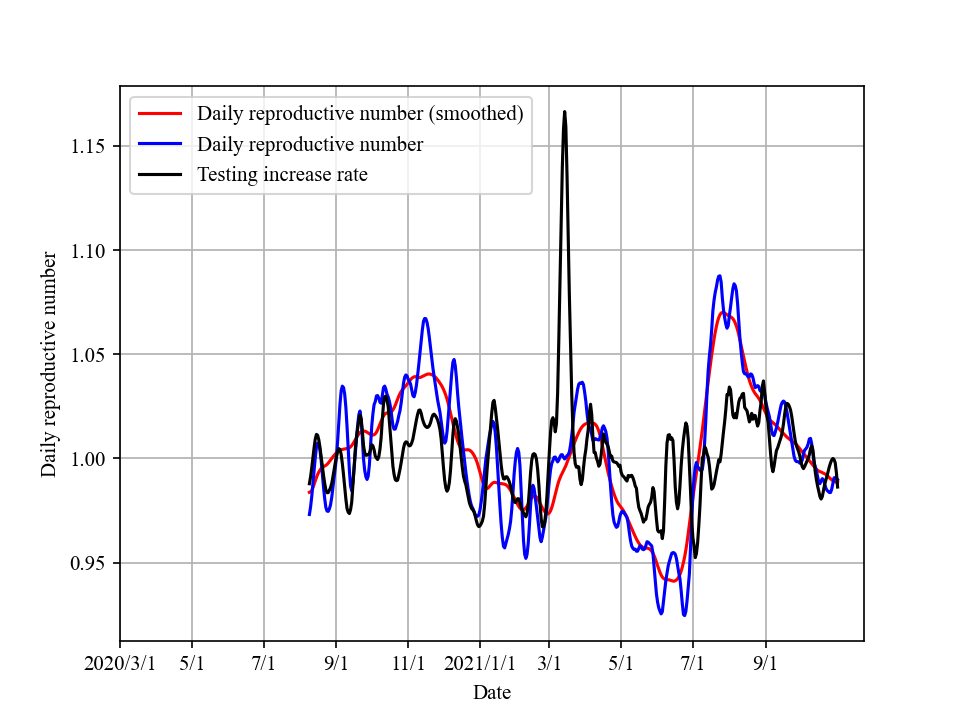 Daily reproductive number (smoothed)
Daily reproductive number
Testing increase rate
Daily reproductive number
1.15
1.10
1.05
1.00
0.95
2020/3/1 5/1 7/1 9/1 11/1 2021/1/1 3/1 5/1 7/1 9/1
Date